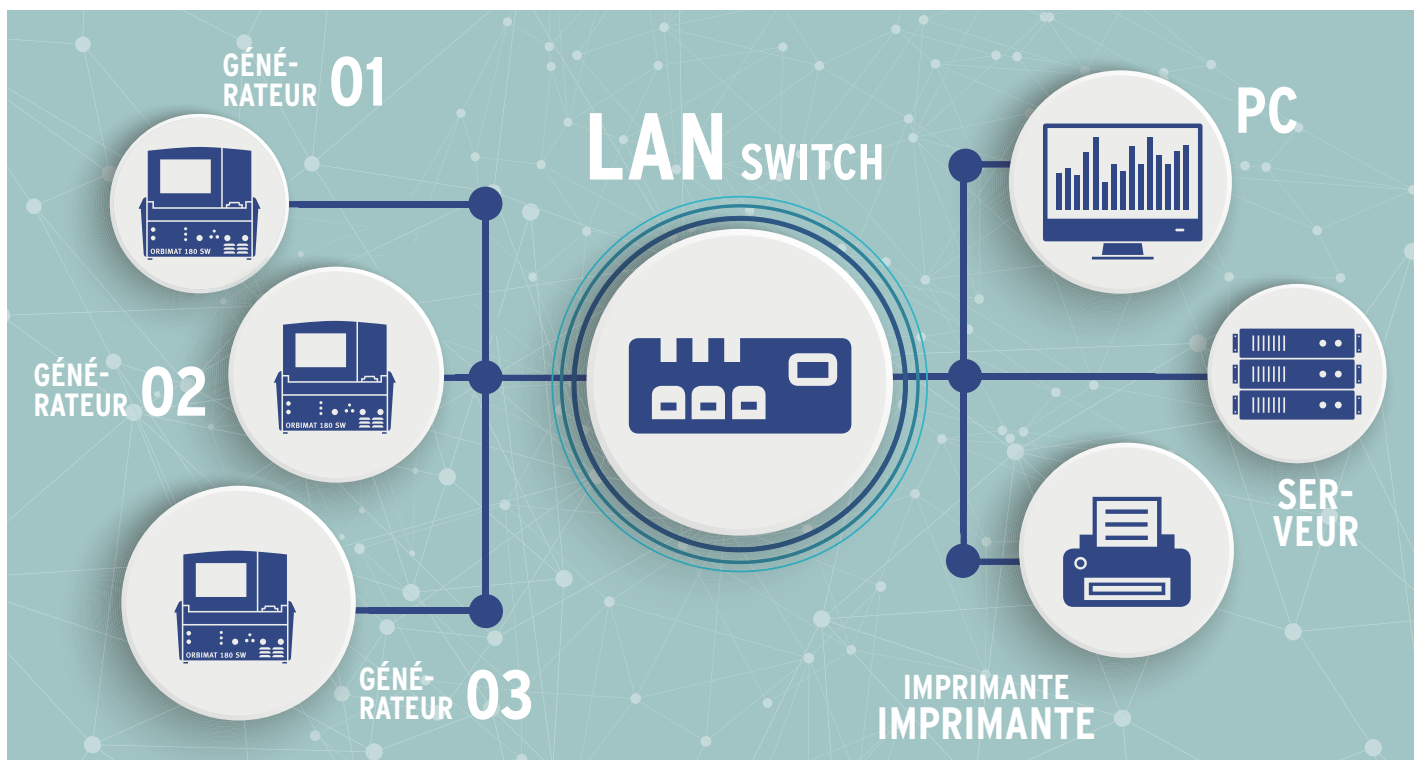 GÉNÉ-
RATEUR 01
ORBIMAT 180 SW
GÉNÉ-
RATEUR 02
ORBIMAT 180 SW
GÉNÉ-
RATEUR 03
ORBIMAT 180 SW
LAN SWITCH
PC
SER-
VEUR
IMPRIMANTE
IMPRIMANTE